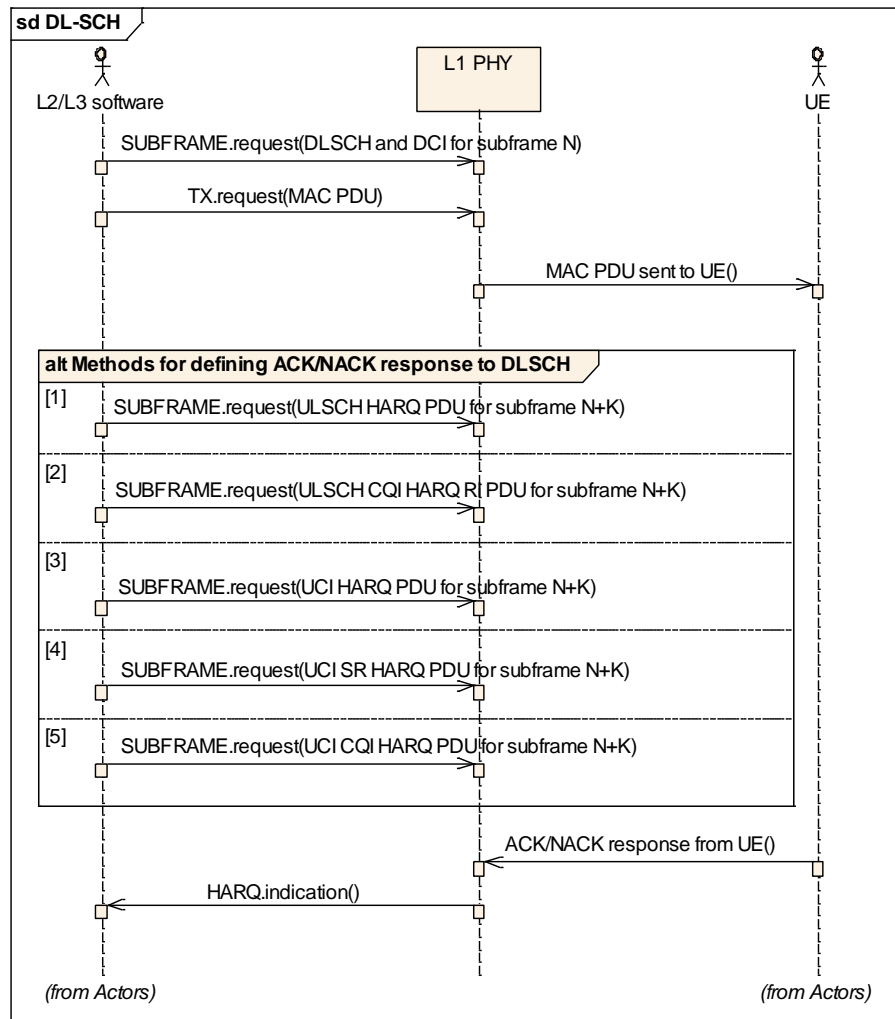 sd DL-SCH
L2/L3 software
L1 PHY
UE
SUBFRAME.request(DLSCH and DCI for subframe N)
TX.request(MAC PDU)
MAC PDU sent to UE()
alt Methods for defining ACK/NACK response to DLSCH
[1]
SUBFRAME.request(ULSCH HARQ PDU for subframe N+K)
[2]
SUBFRAME.request(ULSCH CQI HARQ RI PDU for subframe N+K)
[3]
SUBFRAME.request(UCI HARQ PDU for subframe N+K)
[4]
SUBFRAME.request(UCI SR HARQ PDU for subframe N+K)
[5]
SUBFRAME.request(UCI CQI HARQ PDU for subframe N+K)
ACK/NACK response from UE()
HARQ.indication()
(from Actors)
(from Actors)